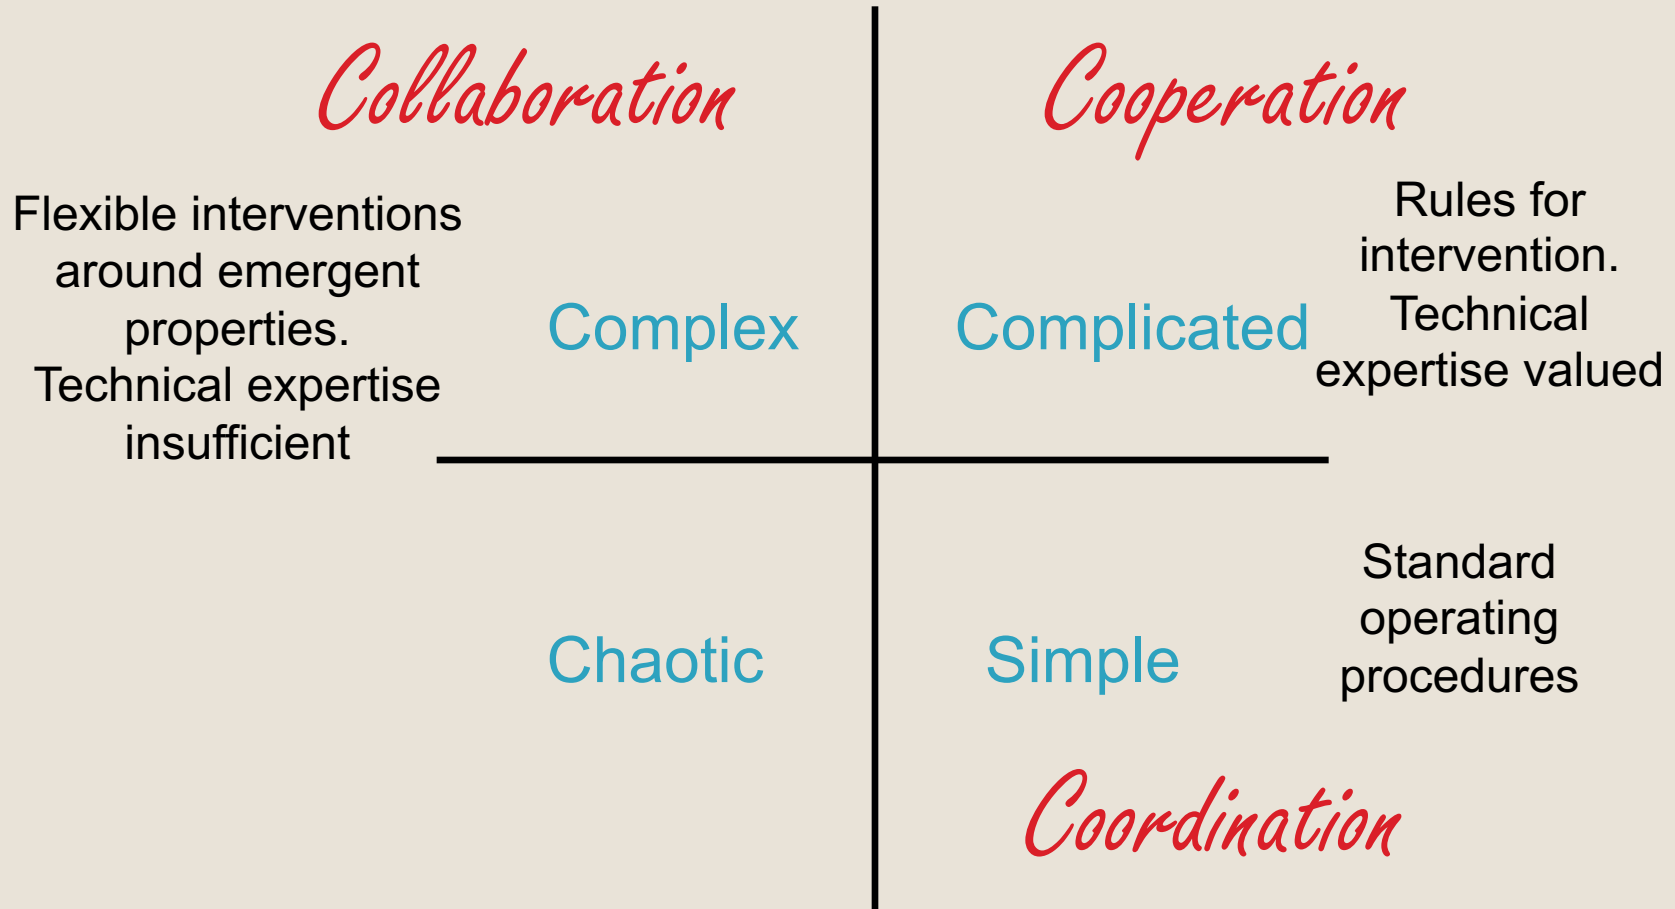 Collaboration
Flexible interventions
around emergent
properties.
Technical expertise
insufficient
Complex
Cooperation
Complicated
Rules for
intervention.
Technical
expertise valued
Chaotic
Simple
Standard
operating
procedures
Coordination